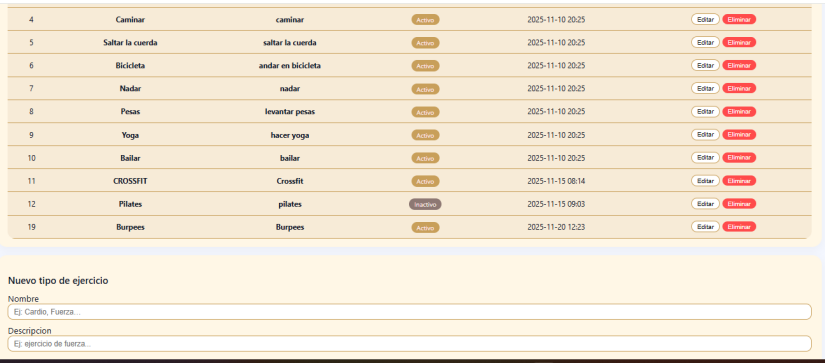 4 Caminar caminar Activo 2025-11-10 20:25 Editar Eliminar
5 Saltar la cuerda saltar la cuerda Activo 2025-11-10 20:25 Editar Eliminar
6 Bicicleta andar en bicicleta Activo 2025-11-10 20:25 Editar Eliminar
7 Nadar nadar Activo 2025-11-10 20:25 Editar Eliminar
8 Pesas levantar pesas Activo 2025-11-10 20:25 Editar Eliminar
9 Yoga hacer yoga Activo 2025-11-10 20:25 Editar Eliminar
10 Bailar bailar Activo 2025-11-10 20:25 Editar Eliminar
11 CROSSFIT Crossfit Activo 2025-11-15 08:14 Editar Eliminar
12 Pilates pilates Inactivo 2025-11-15 09:03 Editar Eliminar
19 Burpees Burpees Activo 2025-11-20 12:23 Editar Eliminar
Nuevo tipo de ejercicio
Nombre
Ej: Cardio, Fuerza...
Descripcion
Ej: ejercicio de fuerza...